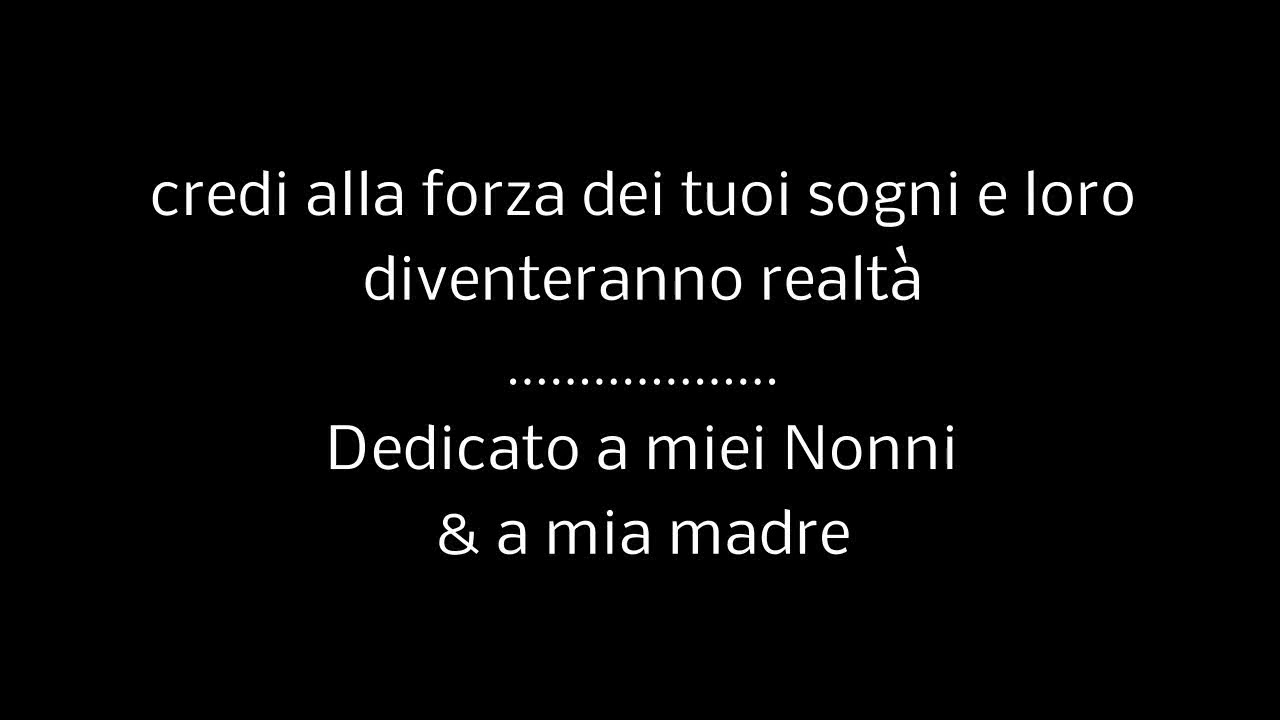 credi alla forza dei tuoi sogni e loro
diventeranno realtà
...................
Dedicato a miei Nonni
& a mia madre